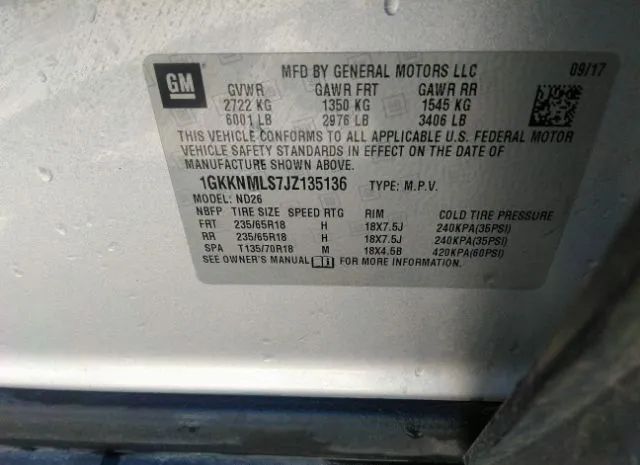 GM MFD BY GENERAL MOTORS LLC 09/17
GVWR GAWR FRT GAWR RR
2722 KG 1350 KG 1545 KG
6001 LB 2976 LB 3406 LB
THIS VEHICLE CONFORMS TO ALL APPLICABLE U.S. FEDERAL MOTOR
VEHICLE SAFETY STANDARDS IN EFFECT ON THE DATE OF
MANUFACTURE SHOWN ABOVE.
1GKKNMLS7JZ135136 TYPE: M.P.V.
MODEL: ND26
NBFP TIRE SIZE SPEED RTG RIM COLD TIRE PRESSURE
FRT 235/65R18 H 18X7.5J 240KPA(35PSI)
RR 235/65R18 H 18X7.5J 240KPA(35PSI)
SPA T135/70R18 M 18X4.5B 420KPA(60PSI)
SEE OWNER'S MANUAL FOR MORE INFORMATION.